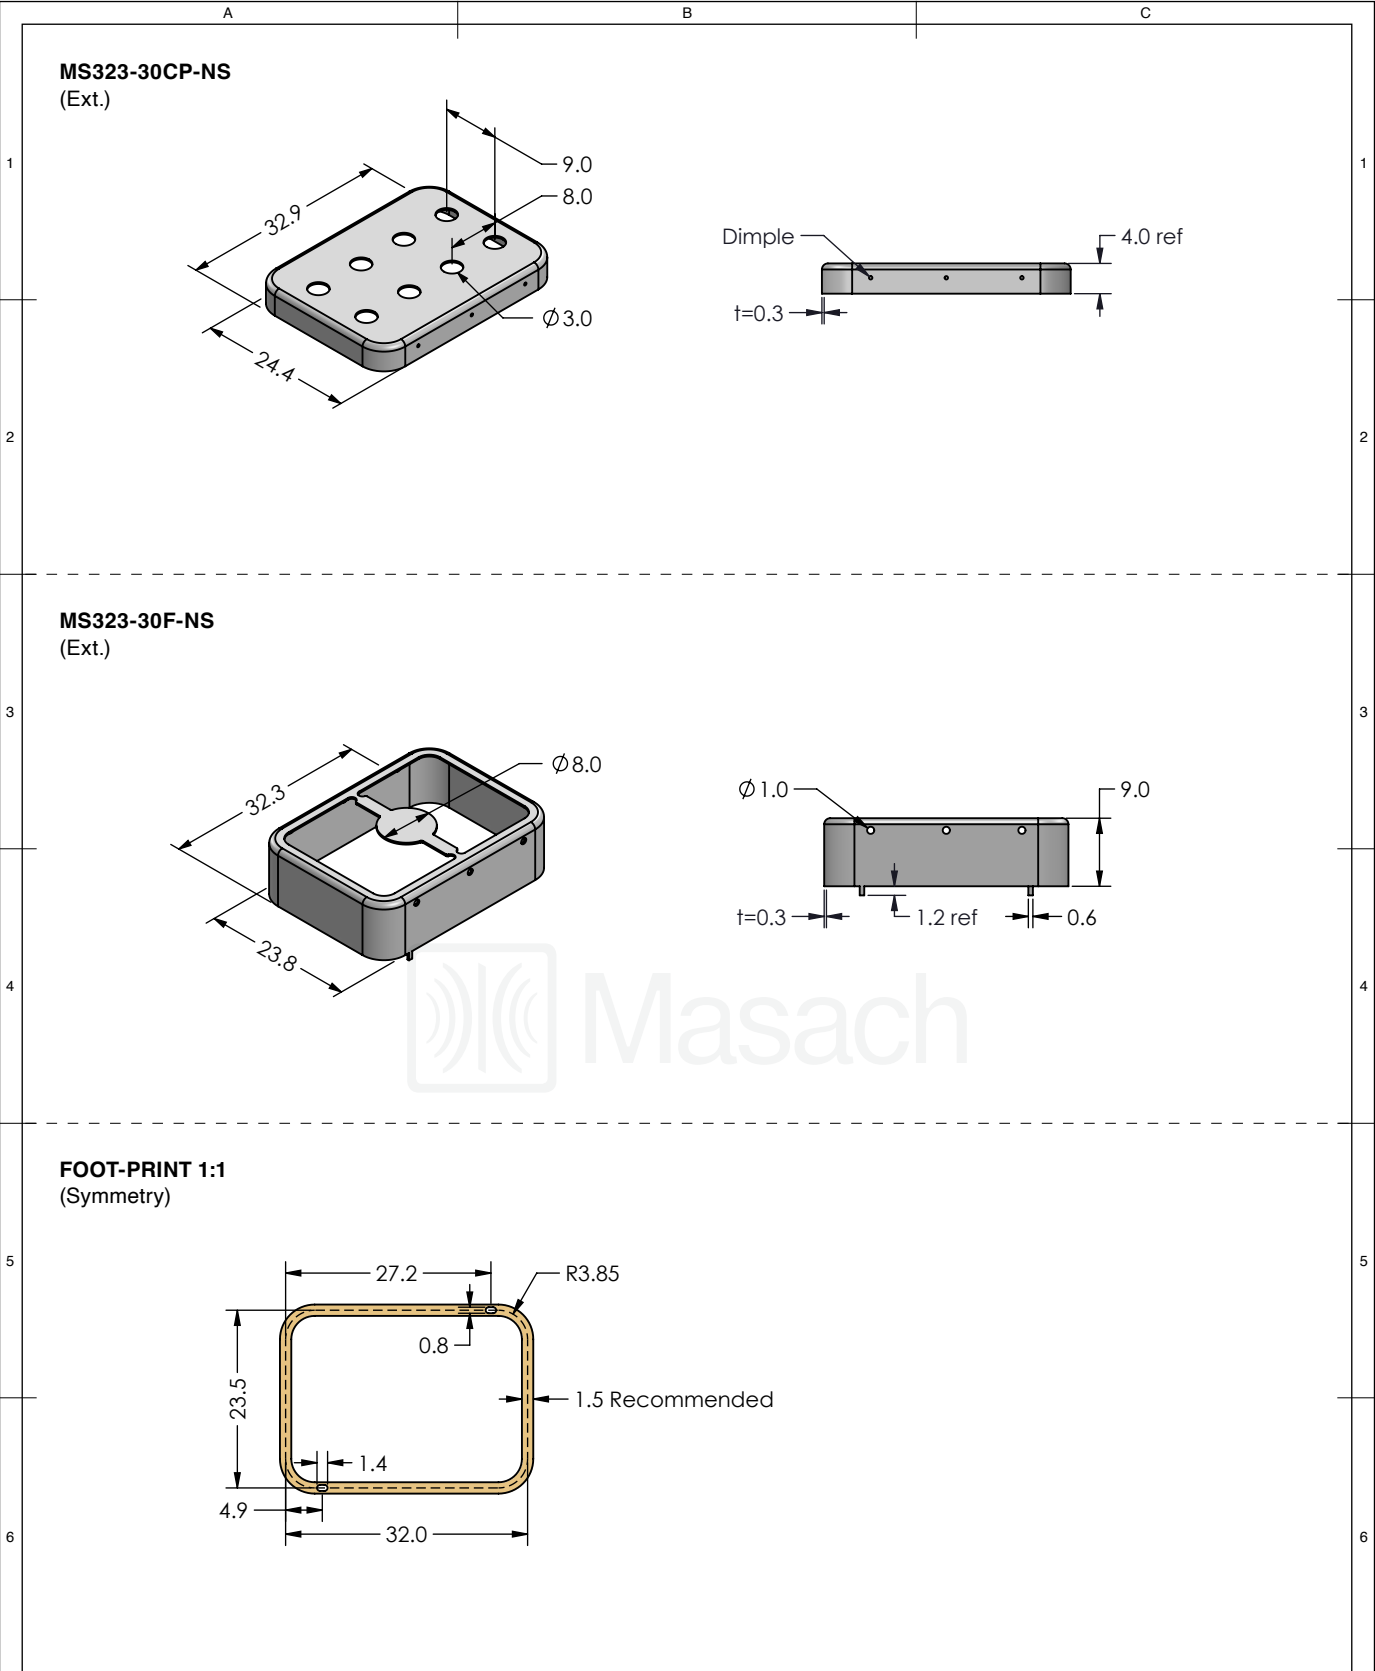 A B C
MS323-30CP-NS
(Ext.)
1 1
9.0
8.0
32.9
Dimple
4.0 ref
t=0.3
Ø3.0
24.4
2 2
MS323-30F-NS
(Ext.)
3 3
Ø8.0
32.3
Ø1.0
9.0
t=0.3
1.2 ref
0.6
23.8
4 4
Masach
FOOT-PRINT 1:1
(Symmetry)
5 5
27.2
R3.85
0.8
23.5
1.5 Recommended
1.4
4.9
32.0
6 6